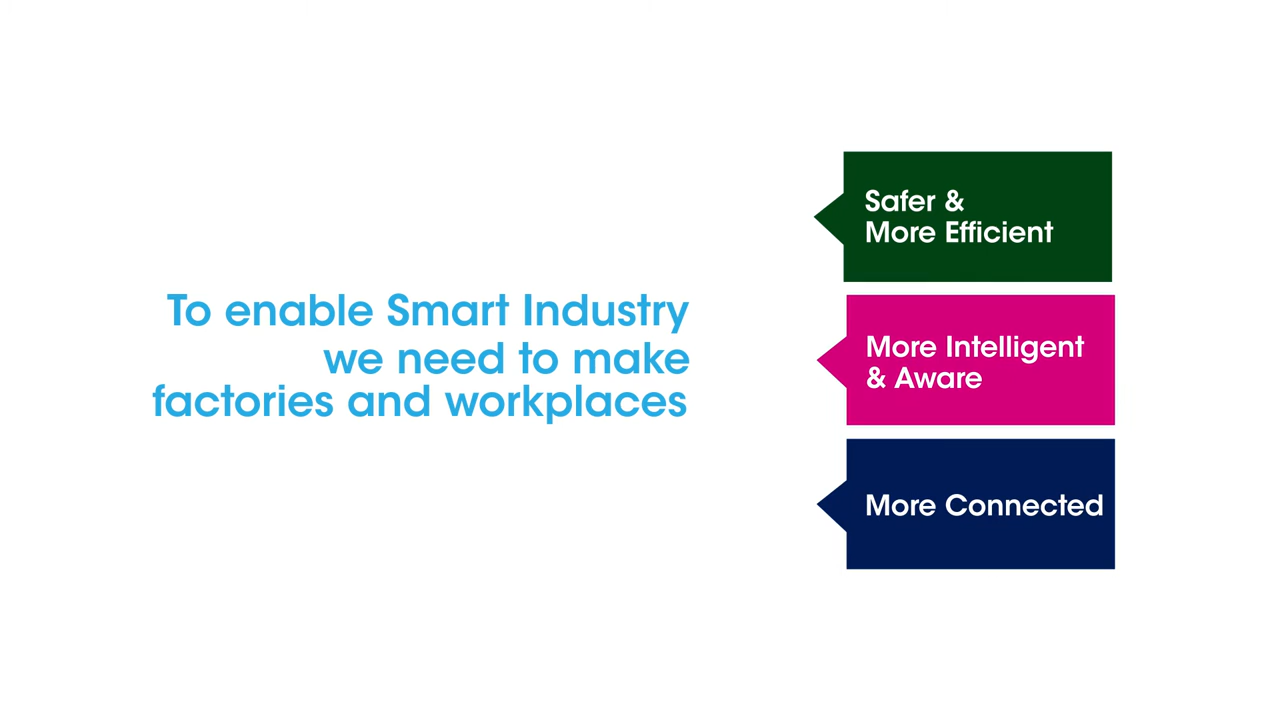 To enable Smart Industry
we need to make
factories and workplaces
Safer &
More Efficient
More Intelligent
& Aware
More Connected